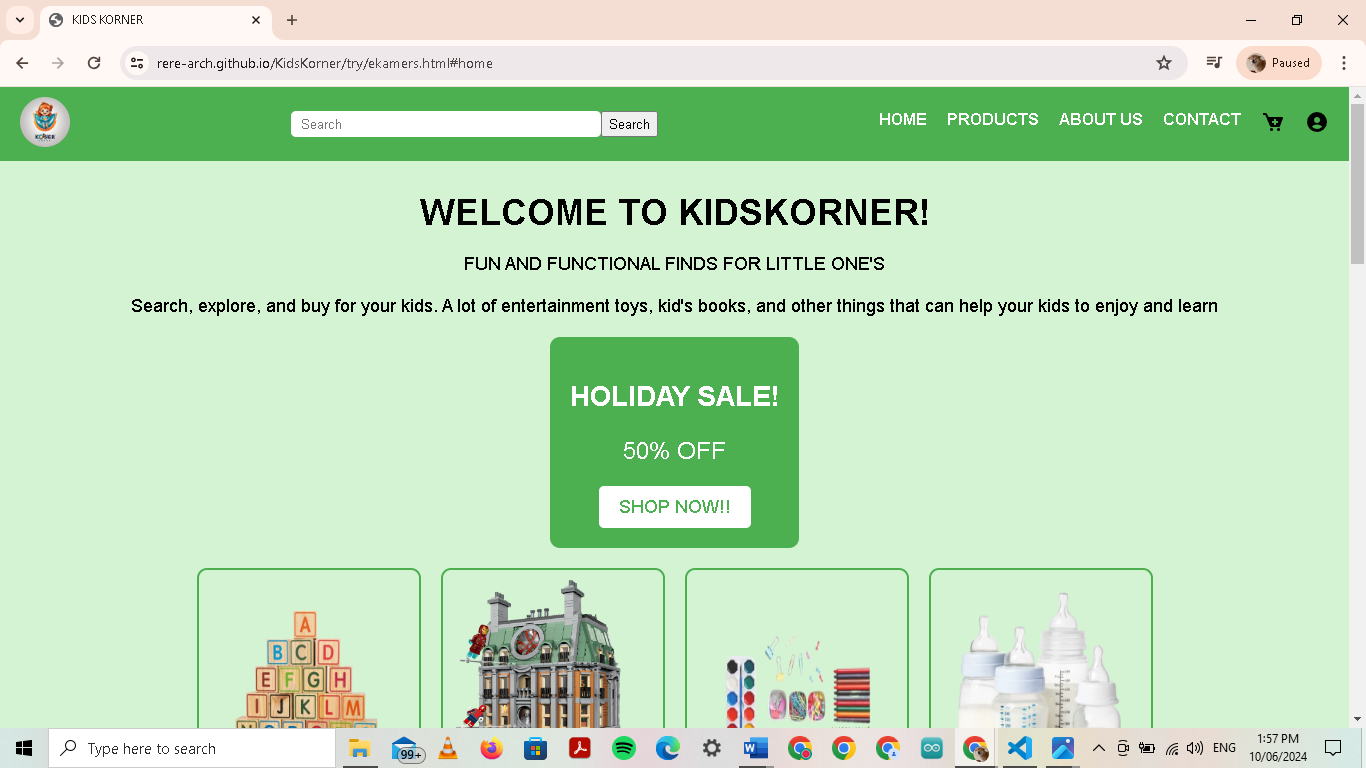 KIDS KORNER
rere-arch.github.io/KidsKorner/try/ekamers.html#home
Paused
Search
Search
HOME
PRODUCTS
ABOUT US
CONTACT
WELCOME TO KIDSKORNER!
FUN AND FUNCTIONAL FINDS FOR LITTLE ONE'S
Search, explore, and buy for your kids. A lot of entertainment toys, kid's books, and other things that can help your kids to enjoy and learn
HOLIDAY SALE!
50% OFF
SHOP NOW!!
A
B C D
E F G H
I J K L M
Type here to search
99+
ENG
1:57 PM
10/06/2024